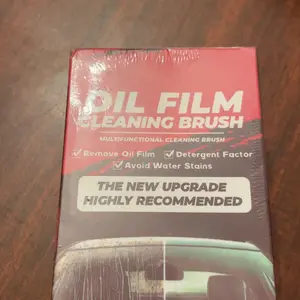 OIL FILM
CLEANING BRUSH
MULTIFUNCTIONAL CLEANING BRUSH
Remove Oil Film Detergent Factor
Avoid Water Stains
THE NEW UPGRADE
HIGHLY RECOMMENDED